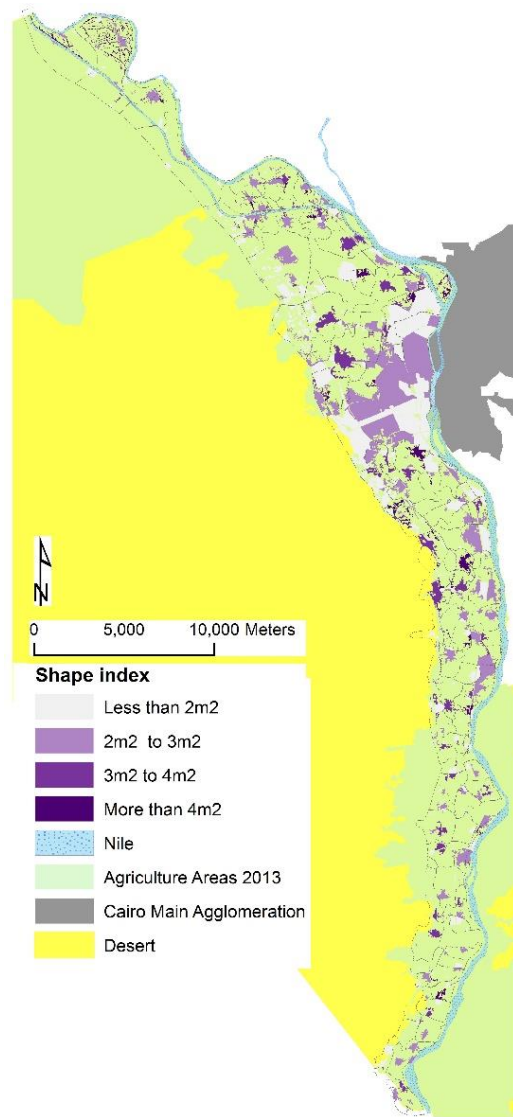 N
0 5,000 10,000 Meters
Shape index
Less than 2m2
2m2 to 3m2
3m2 to 4m2
More than 4m2
Nile
Agriculture Areas 2013
Cairo Main Agglomeration
Desert